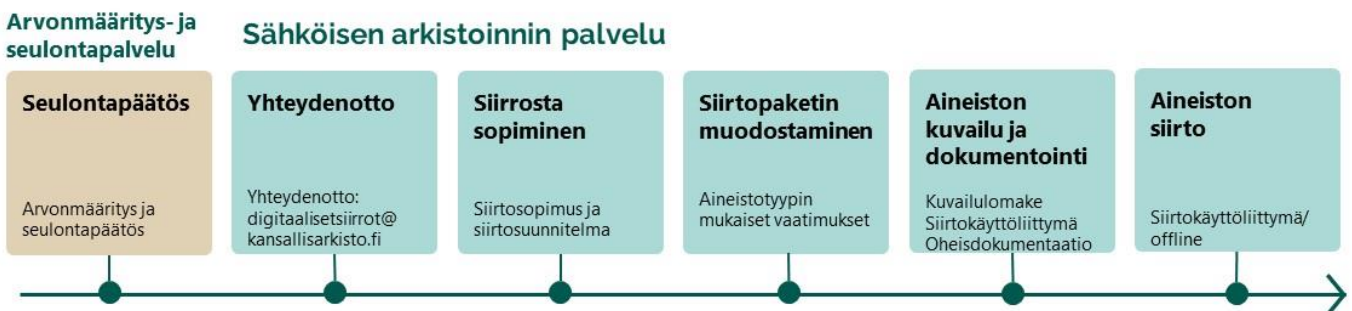 Arvonmääritys- ja
seulontapalvelu
Sähköisen arkistoinnin palvelu
Seulontapäätös
Arvonmääritys ja
seulontapäätös
Yhteydenotto
Yhteydenotto:
digitaalisetsiirrot@
kansallisarkisto.fi
Siirrosta
sopiminen
Siirtosopimus ja
siirtosuunnitelma
Siirtopaketin
muodostaminen
Aineistotyypin
mukaiset vaatimukset
Aineiston
kuvailu ja
dokumentointi
Kuvailulomake
Siirtokäyttöliittymä
Oheisdokumentaatio
Aineiston
siirto
Siirtokäyttöliittymä/
offline